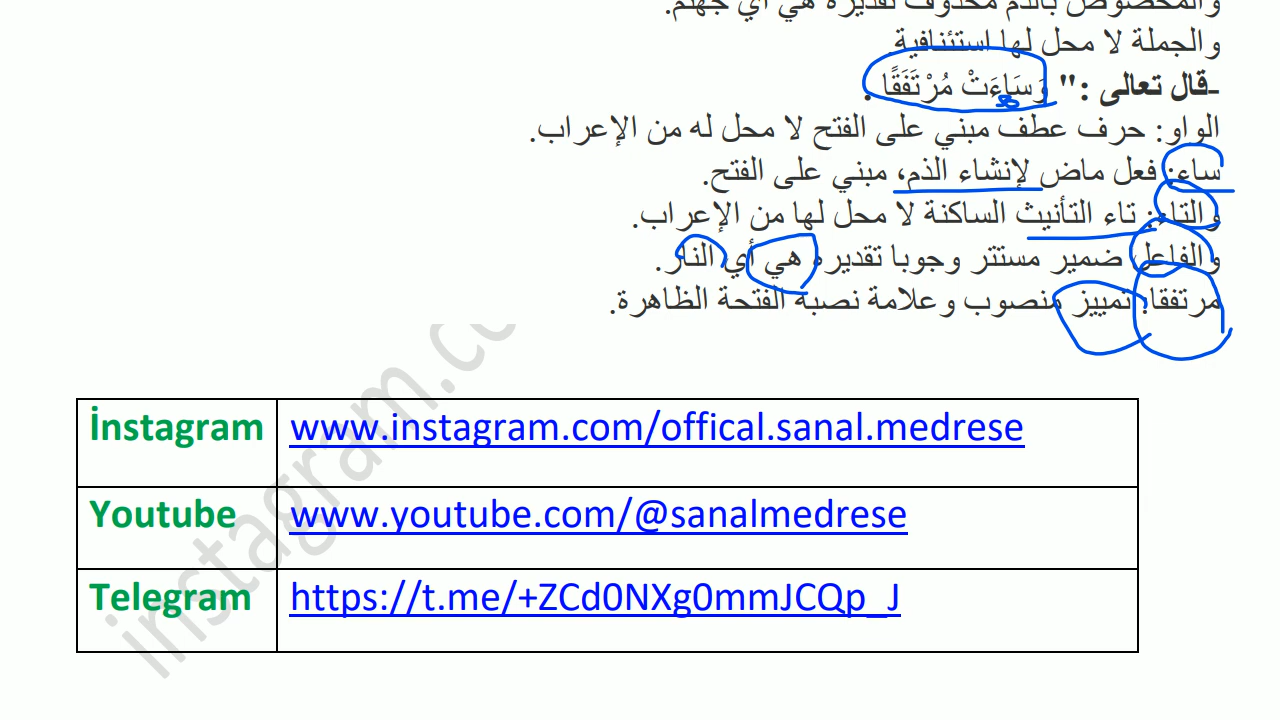 والمخصوص بالذم محذوف تقديره هي أي جهنم.
والجملة لا محل لها استئنافية.
-قال تعالى :" وَسَاءَتْ مُرْتَفَقًا .
الواو: حرف عطف مبني على الفتح لا محل له من الإعراب.
ساء: فعل ماض لإنشاء الذم، مبني على الفتح.
والتاء: تاء التأنيث الساكنة لا محل لها من الإعراب.
والفاعل ضمير مستتر وجوبا تقديره هي أي النار.
مرتفقا: تمييز منصوب وعلامة نصبه الفتحة الظاهرة.
İnstagram www.instagram.com/offical.sanal.medrese
Youtube www.youtube.com/@sanalmedrese
Telegram https://t.me/+ZCd0NXg0mmJCQp_J
instagram.co